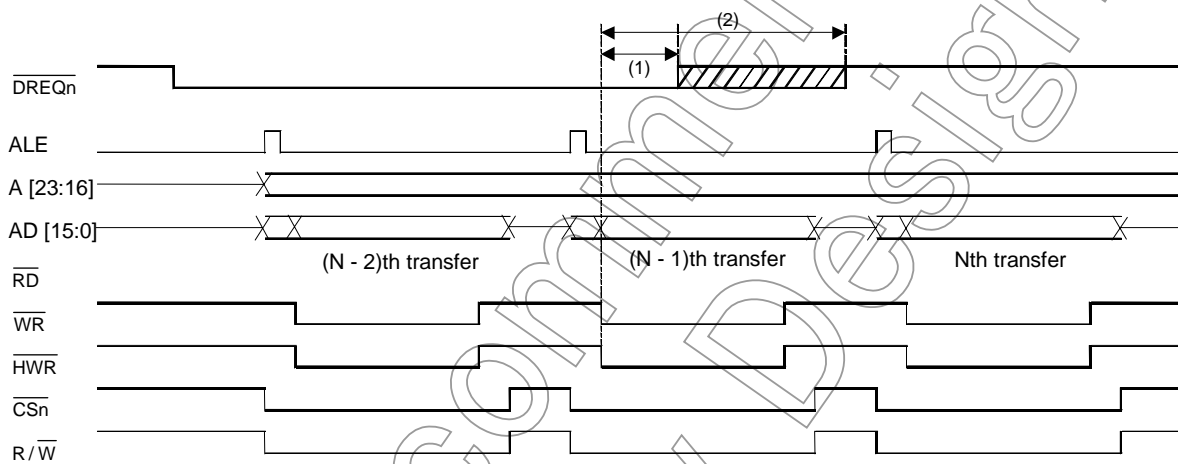 (2)
(1)
DREQn
ALE
A [23:16]
AD [15:0]
(N - 2)th transfer
(N - 1)th transfer
Nth transfer
RD
WR
HWR
CSn
R / W